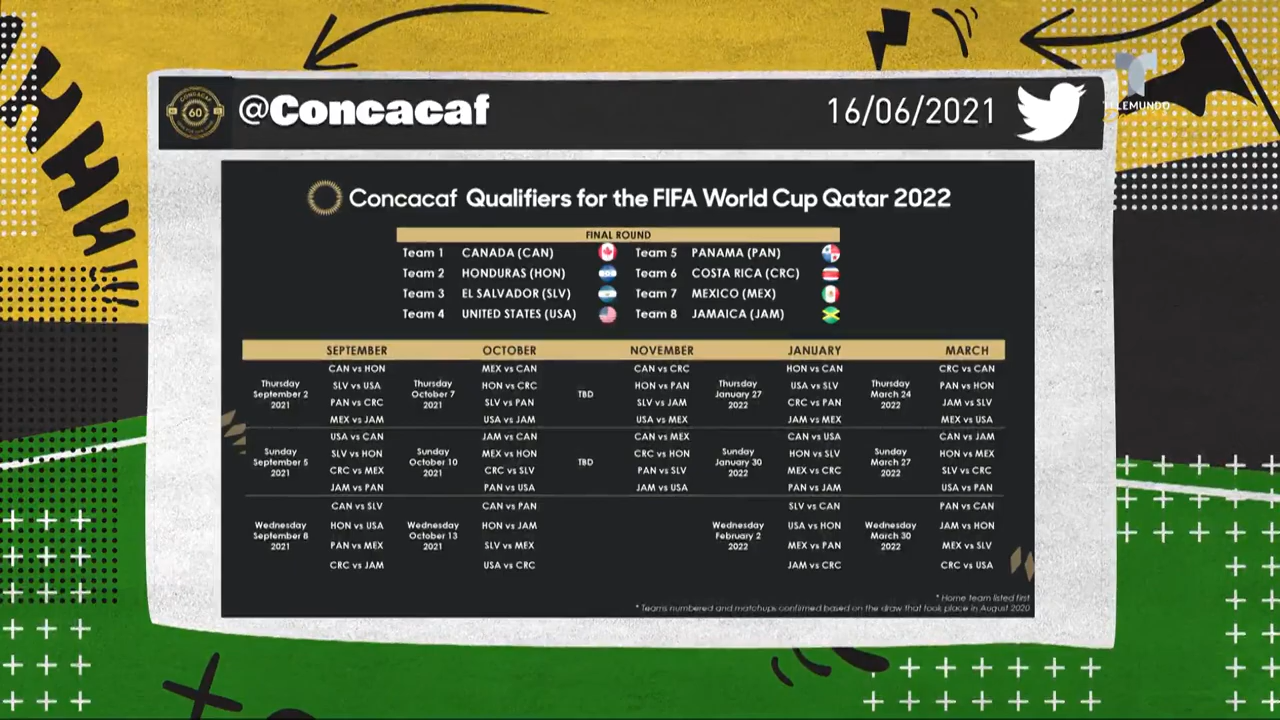 HHHH!!!
@Concacaf
16/06/2021
TELEMUNDO
Concacaf Qualifiers for the FIFA World Cup Qatar 2022
FINAL ROUND
Team 1 CANADA (CAN) Team 5 PANAMA (PAN)
Team 2 HONDURAS (HON) Team 6 COSTA RICA (CRC)
Team 3 EL SALVADOR (SLV) Team 7 MEXICO (MEX)
Team 4 UNITED STATES (USA) Team 8 JAMAICA (JAM)
SEPTEMBER OCTOBER NOVEMBER JANUARY MARCH
Thursday
September 2
2021
CAN vs HON
SLV vs USA
PAN vs CRC
MEX vs JAM
Thursday
October 7
2021
MEX vs CAN
HON vs CRC
SLV vs PAN
USA vs JAM
TBD
CAN vs CRC
HON vs PAN
SLV vs JAM
USA vs MEX
Thursday
January 27
2022
HON vs CAN
USA vs SLV
CRC vs PAN
JAM vs MEX
Thursday
March 24
2022
CRC vs CAN
PAN vs HON
JAM vs SLV
MEX vs USA
Sunday
September 5
2021
USA vs CAN
SLV vs HON
CRC vs MEX
JAM vs PAN
Sunday
October 10
2021
JAM vs CAN
MEX vs HON
CRC vs SLV
PAN vs USA
TBD
CAN vs MEX
CRC vs HON
PAN vs SLV
JAM vs USA
Sunday
January 30
2022
CAN vs USA
HON vs SLV
MEX vs CRC
PAN vs JAM
Sunday
March 27
2022
CAN vs JAM
HON vs MEX
SLV vs CRC
USA vs PAN
Wednesday
September 8
2021
CAN vs SLV
HON vs USA
PAN vs MEX
CRC vs JAM
Wednesday
October 13
2021
CAN vs PAN
HON vs JAM
SLV vs MEX
USA vs CRC
Wednesday
February 2
2022
SLV vs CAN
USA vs HON
MEX vs PAN
JAM vs CRC
Wednesday
March 30
2022
PAN vs CAN
JAM vs HON
MEX vs SLV
CRC vs USA
* Home team listed first
* Teams numbered and matchups confirmed based on the draw that took place in August 2020